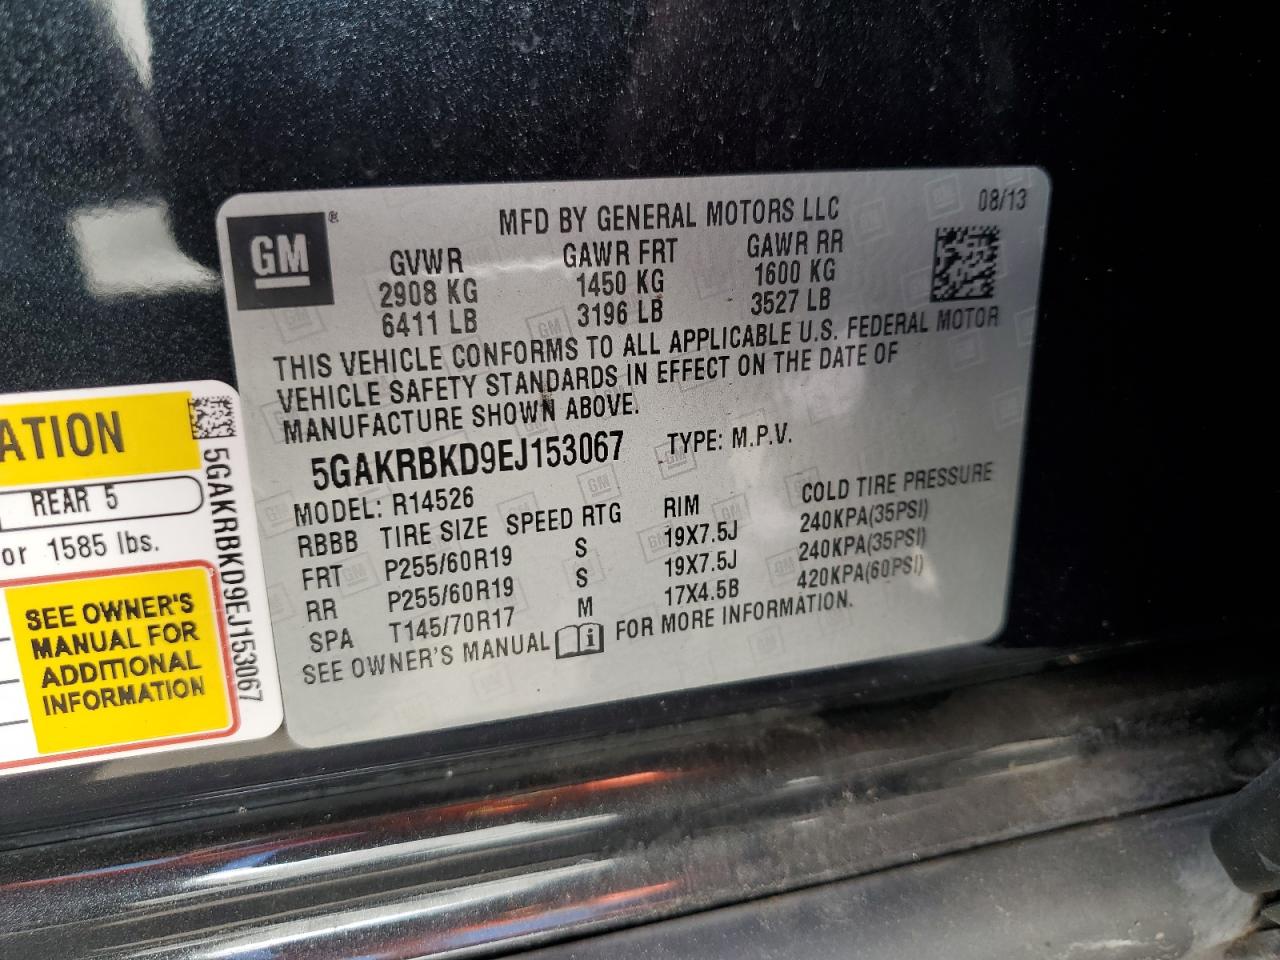 GM ®
MFD BY GENERAL MOTORS LLC 08/13
GVWR GAWR FRT GAWR RR
2908 KG 1450 KG 1600 KG
6411 LB 3196 LB 3527 LB
THIS VEHICLE CONFORMS TO ALL APPLICABLE U.S. FEDERAL MOTOR
VEHICLE SAFETY STANDARDS IN EFFECT ON THE DATE OF
MANUFACTURE SHOWN ABOVE.
5GAKRBKD9EJ153067 TYPE: M.P.V.
MODEL: R14526
RBBB TIRE SIZE SPEED RTG RIM COLD TIRE PRESSURE
FRT P255/60R19 S 19X7.5J 240KPA(35PSI)
RR P255/60R19 S 19X7.5J 240KPA(35PSI)
SPA T145/70R17 M 17X4.5B 420KPA(60PSI)
SEE OWNER'S MANUAL FOR MORE INFORMATION.
ATION
REAR 5
or 1585 lbs.
SEE OWNER'S
MANUAL FOR
ADDITIONAL
INFORMATION
5GAKRBKD9EJ153067